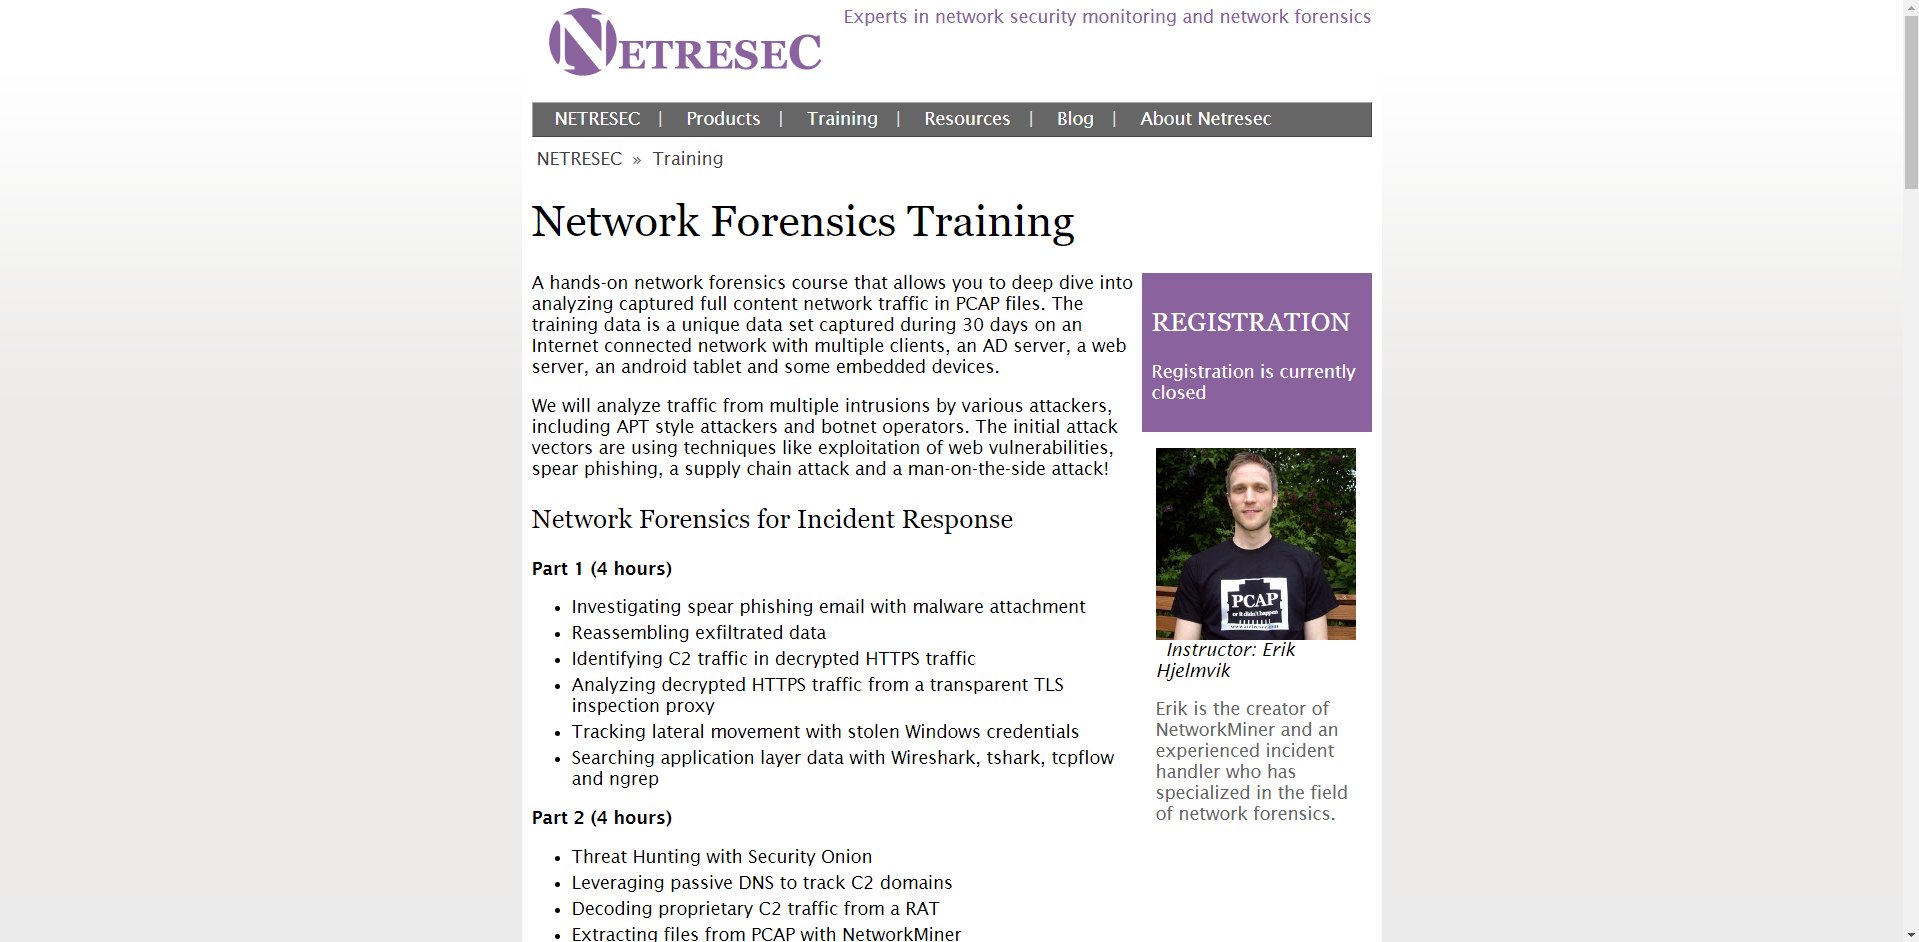 NETRESEC
Experts in network security monitoring and network forensics
NETRESEC | Products | Training | Resources | Blog | About Netresec
NETRESEC » Training
Network Forensics Training
A hands-on network forensics course that allows you to deep dive into
analyzing captured full content network traffic in PCAP files. The
training data is a unique data set captured during 30 days on an
Internet connected network with multiple clients, an AD server, a web
server, an android tablet and some embedded devices.
We will analyze traffic from multiple intrusions by various attackers,
including APT style attackers and botnet operators. The initial attack
vectors are using techniques like exploitation of web vulnerabilities,
spear phishing, a supply chain attack and a man-on-the-side attack!
Network Forensics for Incident Response
Part 1 (4 hours)
• Investigating spear phishing email with malware attachment
• Reassembling exfiltrated data
• Identifying C2 traffic in decrypted HTTPS traffic
• Analyzing decrypted HTTPS traffic from a transparent TLS
inspection proxy
• Tracking lateral movement with stolen Windows credentials
• Searching application layer data with Wireshark, tshark, tcpflow
and ngrep
Part 2 (4 hours)
• Threat Hunting with Security Onion
• Leveraging passive DNS to track C2 domains
• Decoding proprietary C2 traffic from a RAT
• Extracting files from PCAP with NetworkMiner
REGISTRATION
Registration is currently
closed
PCAP
or it didn't happen
www.netresec.com
Instructor: Erik
Hjelmvik
Erik is the creator of
NetworkMiner and an
experienced incident
handler who has
specialized in the field
of network forensics.